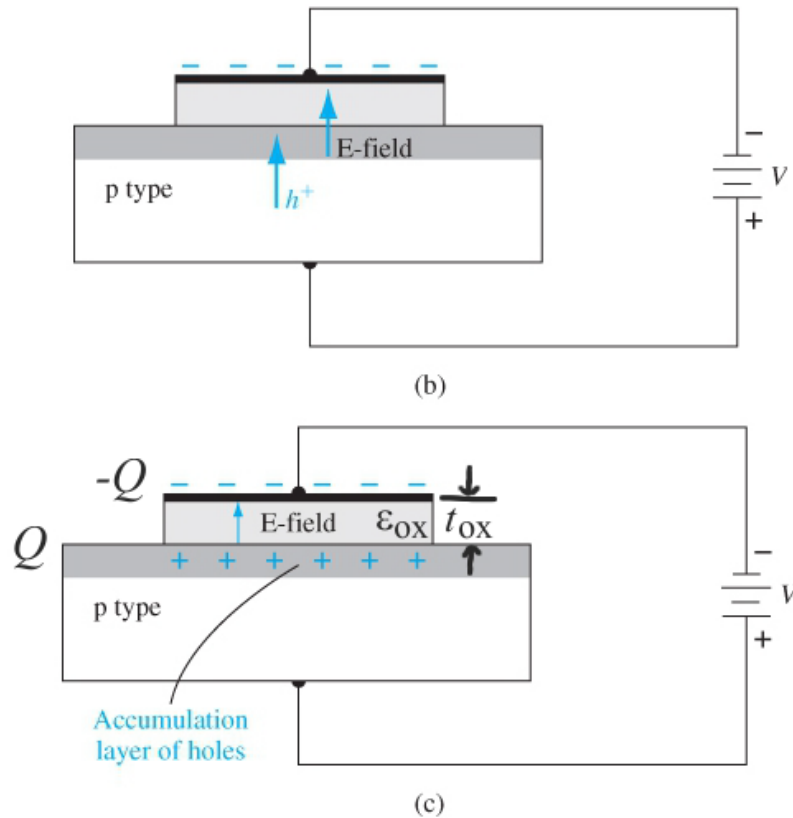 − − − − − −
E-field
p type
h⁺
−
V
+
(b)
-Q
− − − − − −
E-field
εox
tox
Q
+ + + + + +
−
V
+
p type
Accumulation
layer of holes
(c)